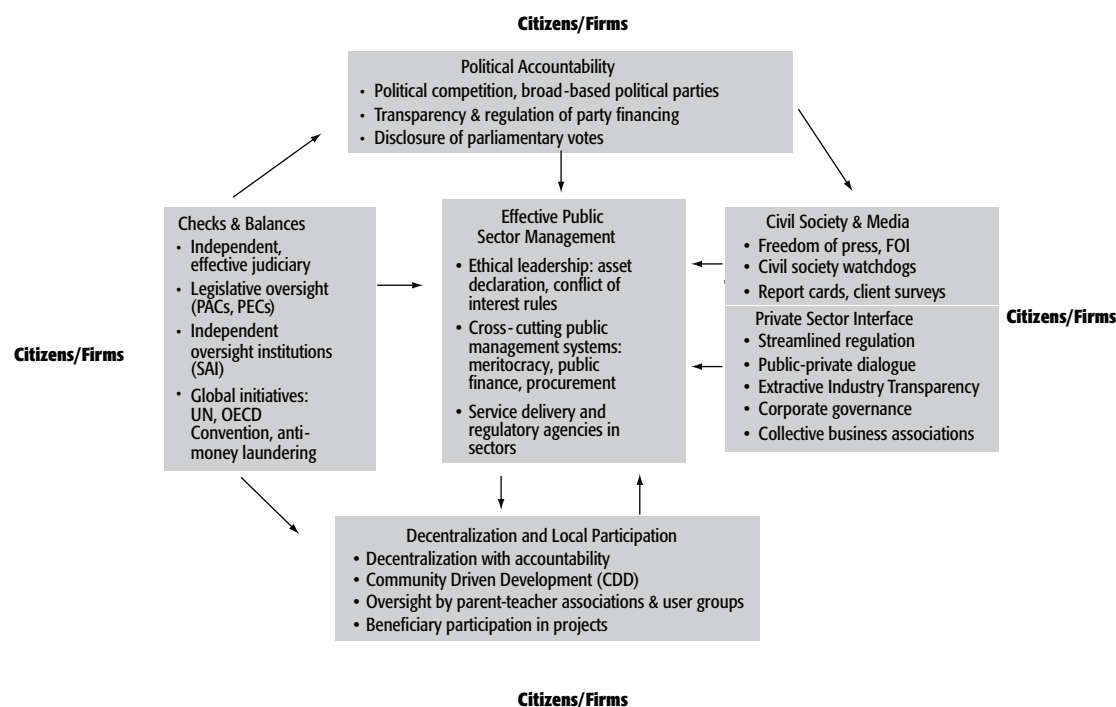 Citizens/Firms
Political Accountability
• Political competition, broad-based political parties
• Transparency & regulation of party financing
• Disclosure of parliamentary votes
Checks & Balances
• Independent,
effective judiciary
• Legislative oversight
(PACs, PECs)
• Independent
oversight institutions
(SAI)
• Global initiatives:
UN, OECD
Convention, anti-
money laundering
Effective Public
Sector Management
• Ethical leadership: asset
declaration, conflict of
interest rules
• Cross-cutting public
management systems:
meritocracy, public
finance, procurement
• Service delivery and
regulatory agencies in
sectors
Civil Society & Media
• Freedom of press, FOI
• Civil society watchdogs
• Report cards, client surveys
Private Sector Interface
• Streamlined regulation
• Public-private dialogue
• Extractive Industry Transparency
• Corporate governance
• Collective business associations
Citizens/Firms
Citizens/Firms
Decentralization and Local Participation
• Decentralization with accountability
• Community Driven Development (CDD)
• Oversight by parent-teacher associations & user groups
• Beneficiary participation in projects
Citizens/Firms